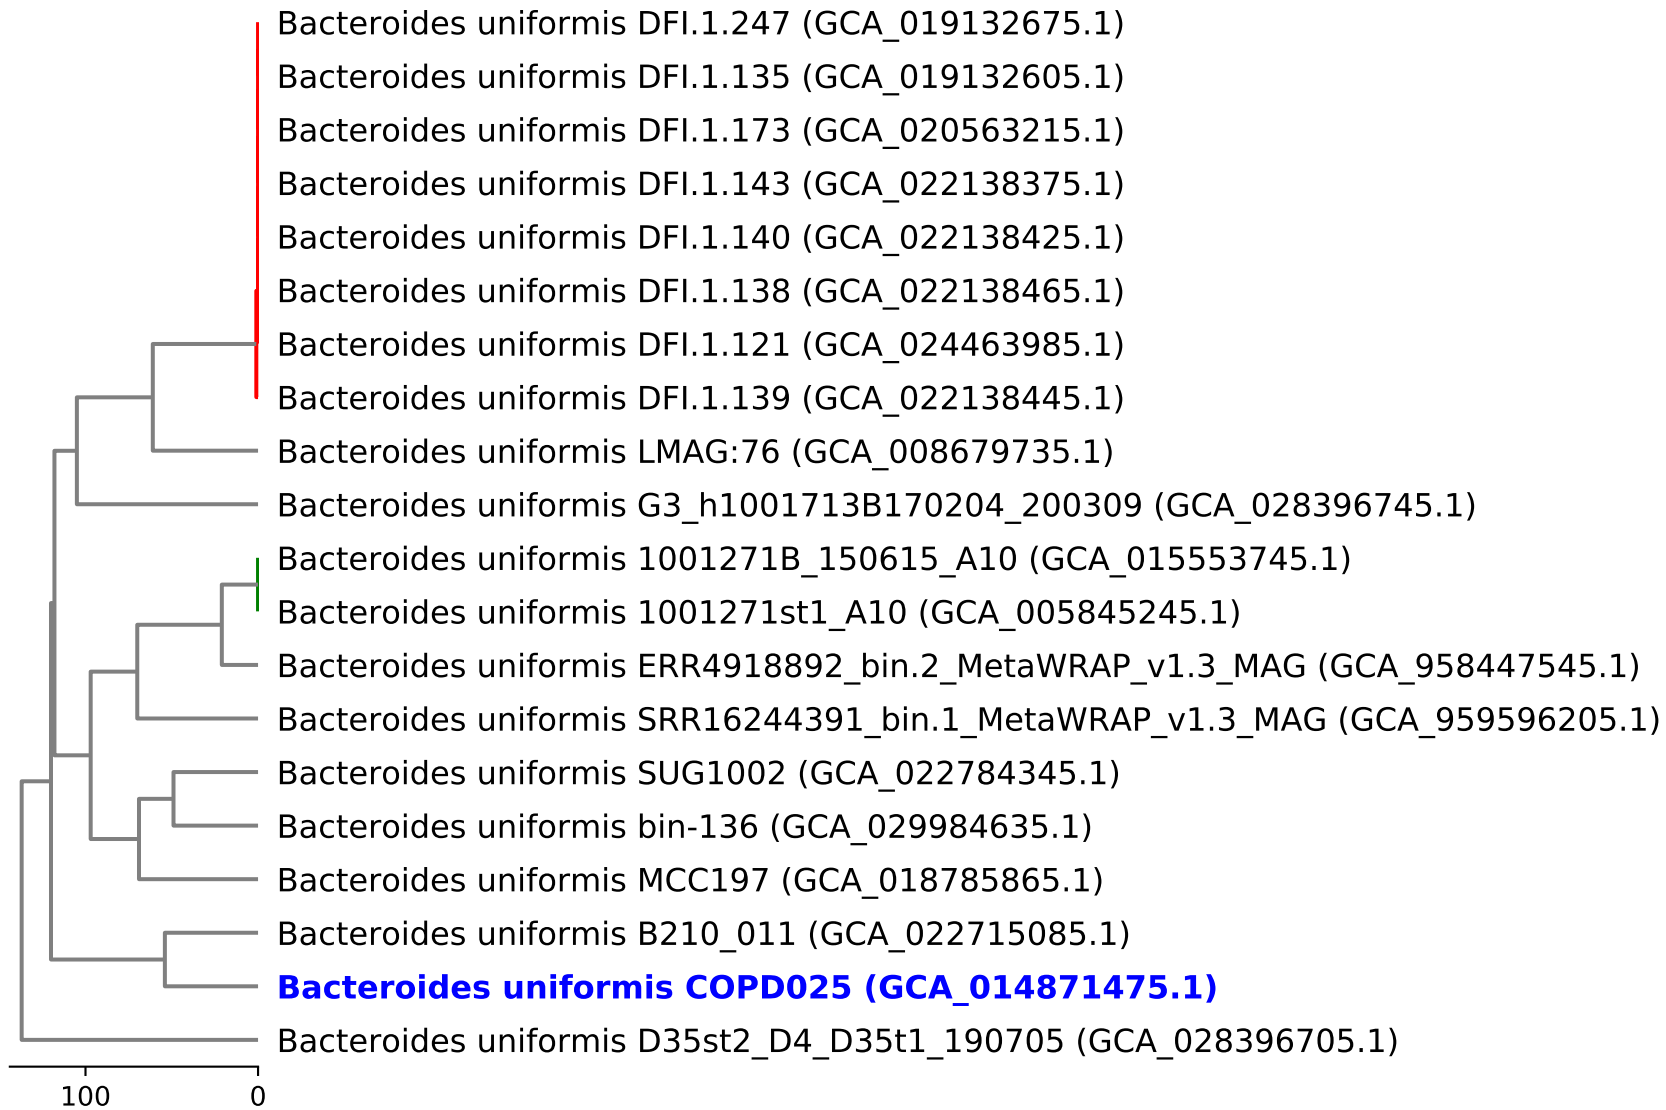 Bacteroides uniformis DFI.1.247 (GCA_019132675.1)
Bacteroides uniformis DFI.1.135 (GCA_019132605.1)
Bacteroides uniformis DFI.1.173 (GCA_020563215.1)
Bacteroides uniformis DFI.1.143 (GCA_022138375.1)
Bacteroides uniformis DFI.1.140 (GCA_022138425.1)
Bacteroides uniformis DFI.1.138 (GCA_022138465.1)
Bacteroides uniformis DFI.1.121 (GCA_024463985.1)
Bacteroides uniformis DFI.1.139 (GCA_022138445.1)
Bacteroides uniformis LMAG:76 (GCA_008679735.1)
Bacteroides uniformis G3_h1001713B170204_200309 (GCA_028396745.1)
Bacteroides uniformis 1001271B_150615_A10 (GCA_015553745.1)
Bacteroides uniformis 1001271st1_A10 (GCA_005845245.1)
Bacteroides uniformis ERR4918892_bin.2_MetaWRAP_v1.3_MAG (GCA_958447545.1)
Bacteroides uniformis SRR16244391_bin.1_MetaWRAP_v1.3_MAG (GCA_959596205.1)
Bacteroides uniformis SUG1002 (GCA_022784345.1)
Bacteroides uniformis bin-136 (GCA_029984635.1)
Bacteroides uniformis MCC197 (GCA_018785865.1)
Bacteroides uniformis B210_011 (GCA_022715085.1)
Bacteroides uniformis COPD025 (GCA_014871475.1)
Bacteroides uniformis D35st2_D4_D35t1_190705 (GCA_028396705.1)
100 0